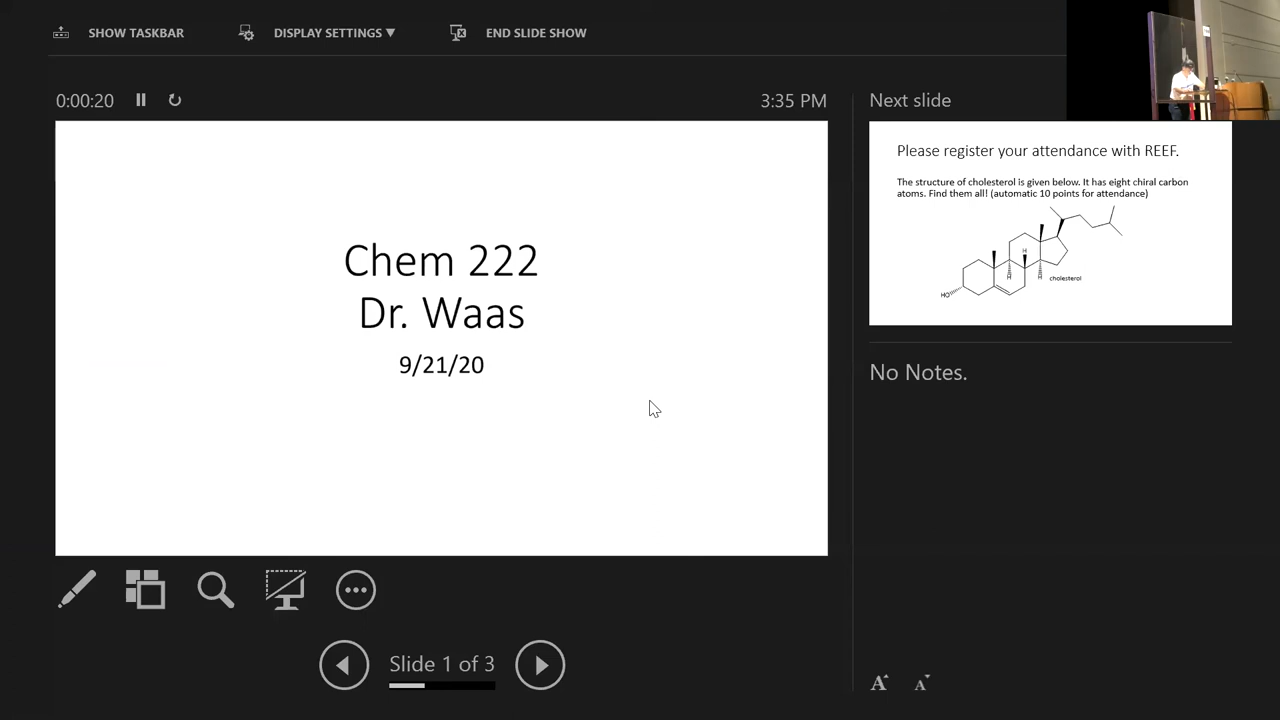 SHOW TASKBAR
DISPLAY SETTINGS ▼
END SLIDE SHOW
0:00:20
3:35 PM
Chem 222
Dr. Waas
9/21/20
Next slide
Please register your attendance with REEF.
The structure of cholesterol is given below. It has eight chiral carbon
atoms. Find them all! (automatic 10 points for attendance)
H
H
H
HO
cholesterol
No Notes.
Slide 1 of 3
A A